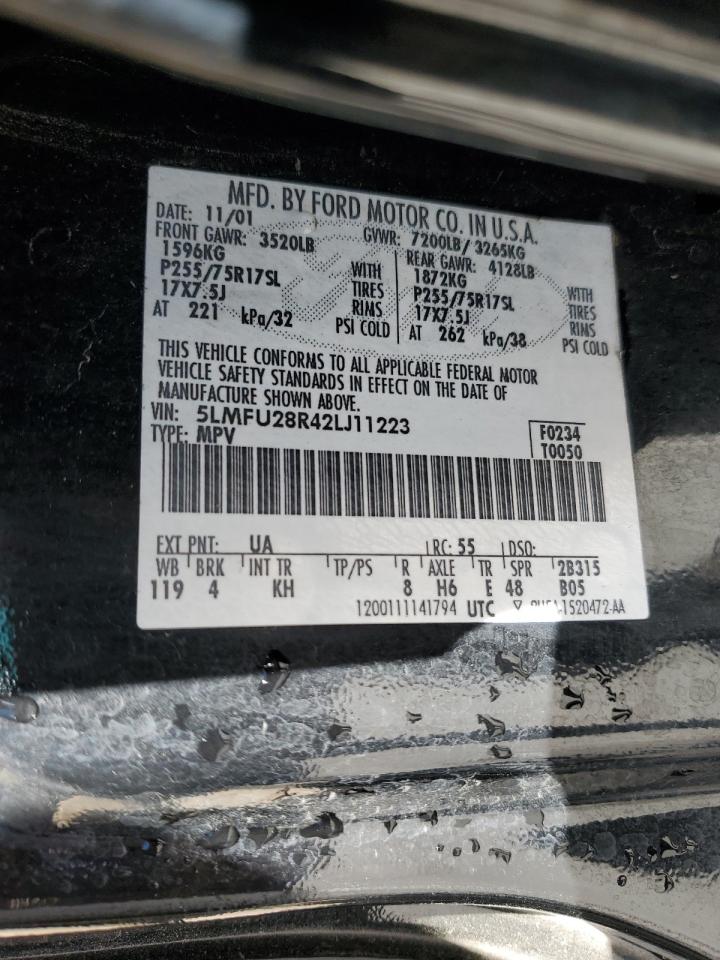 MFD. BY FORD MOTOR CO. IN U.S.A.
DATE: 11/01 GVWR: 7200LB/ 3265KG
FRONT GAWR: 3520LB REAR GAWR: 4128LB
1596KG WITH 1872KG WITH
P255/75R17SL TIRES P255/75R17SL TIRES
17X7.5J RIMS 17X7.5J RIMS
AT 221 kPa/32 PSI COLD AT 262 kPa/38 PSI COLD
THIS VEHICLE CONFORMS TO ALL APPLICABLE FEDERAL MOTOR
VEHICLE SAFETY STANDARDS IN EFFECT ON THE DATE OF
MANUFACTURE SHOWN ABOVE.
VIN: 5LMFU28R42LJ11223 F0234
TYPE: MPV T0050
EXT PNT: UA RC: 55 DSO:
WB BRK INT TR TP/PS R AXLE TR SPR 2B315
119 4 KH 8 H6 E 48 B05
1200111141794 UTC